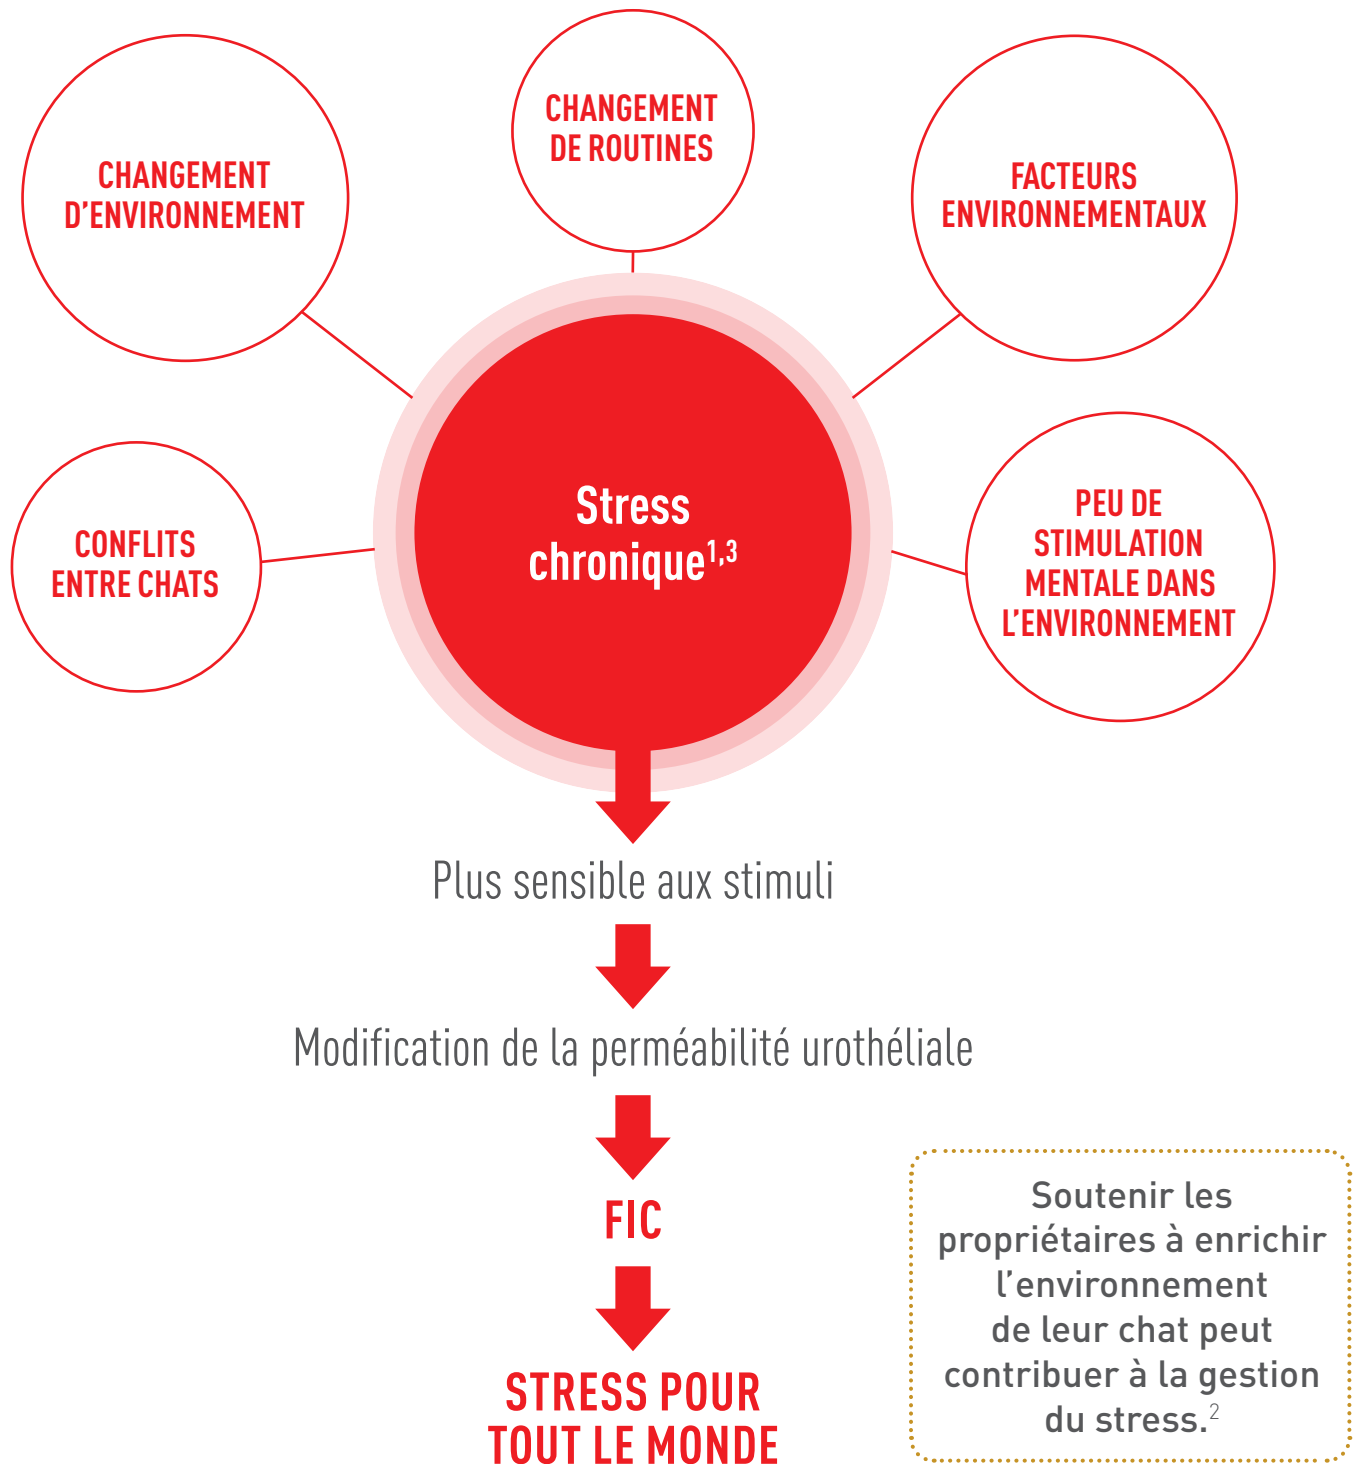 CHANGEMENT
D'ENVIRONNEMENT
CHANGEMENT
DE ROUTINES
FACTEURS
ENVIRONNEMENTAUX
CONFLITS
ENTRE CHATS
Stress
chronique1,3
PEU DE
STIMULATION
MENTALE DANS
L'ENVIRONNEMENT
Plus sensible aux stimuli
Modification de la perméabilité urothéliale
FIC
STRESS POUR
TOUT LE MONDE
Soutenir les
propriétaires à enrichir
l'environnement
de leur chat peut
contribuer à la gestion
du stress.2